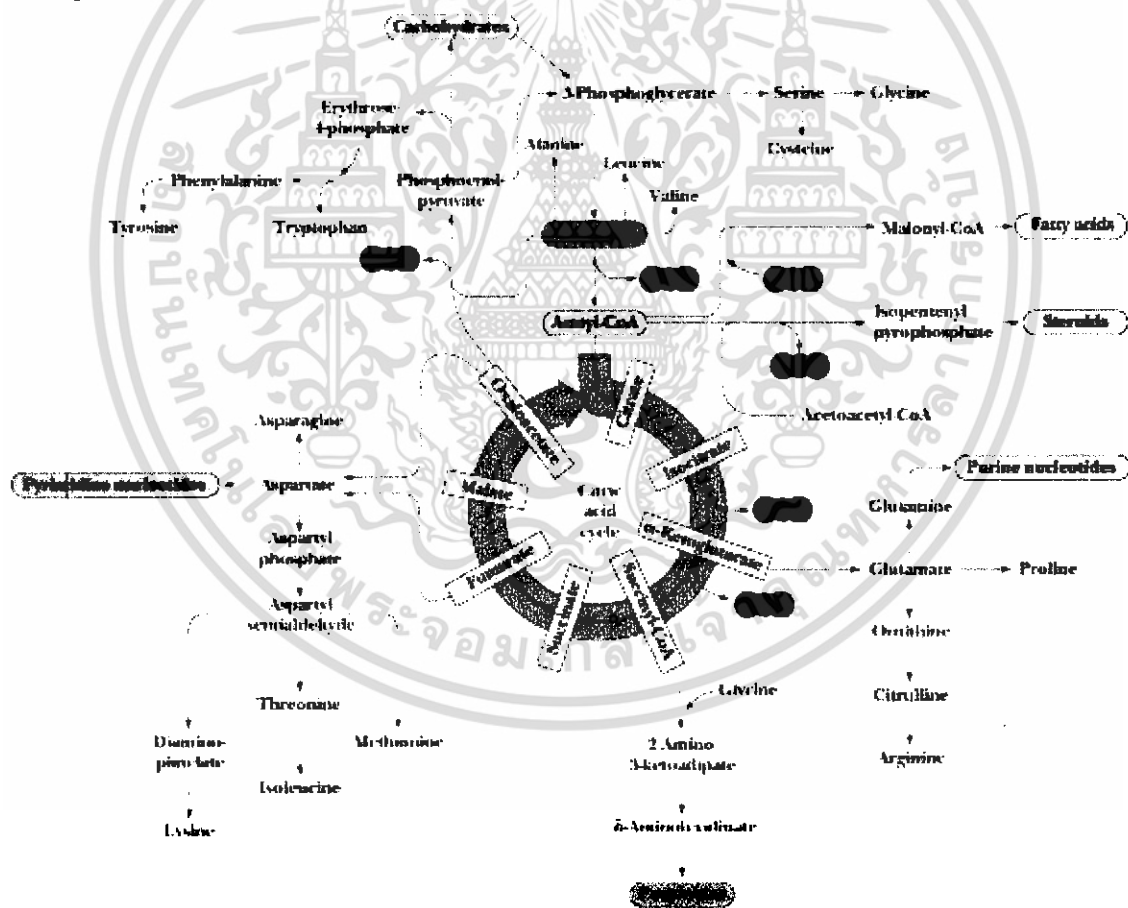 Carbohydrates
3-Phosphoglycerate
Serine
Glycine
Erythrose
4-phosphate
Alanine
Leucine
Cysteine
Phenylalanine
Phosphoenol-
pyruvate
Valine
Tyrosine
Tryptophan
Malonyl-CoA
Fatty acids
Acetyl-CoA
Isopentenyl
pyrophosphate
Steroids
Acetoacetyl-CoA
Oxaloacetate
Citrate
Isocitrate
Asparagine
Purine nucleotides
Pyrimidine nucleotides
Aspartate
Malate
Citric
acid
cycle
Glutamine
α-Ketoglutarate
Aspartyl
phosphate
Fumarate
Glutamate
Proline
Succinate
Succinyl-CoA
Aspartyl
semialdehyde
Ornithine
Glycine
Citrulline
Threonine
Diamino-
pimelate
Methionine
2-Amino
3-ketoadipate
Arginine
Isoleucine
Lysine